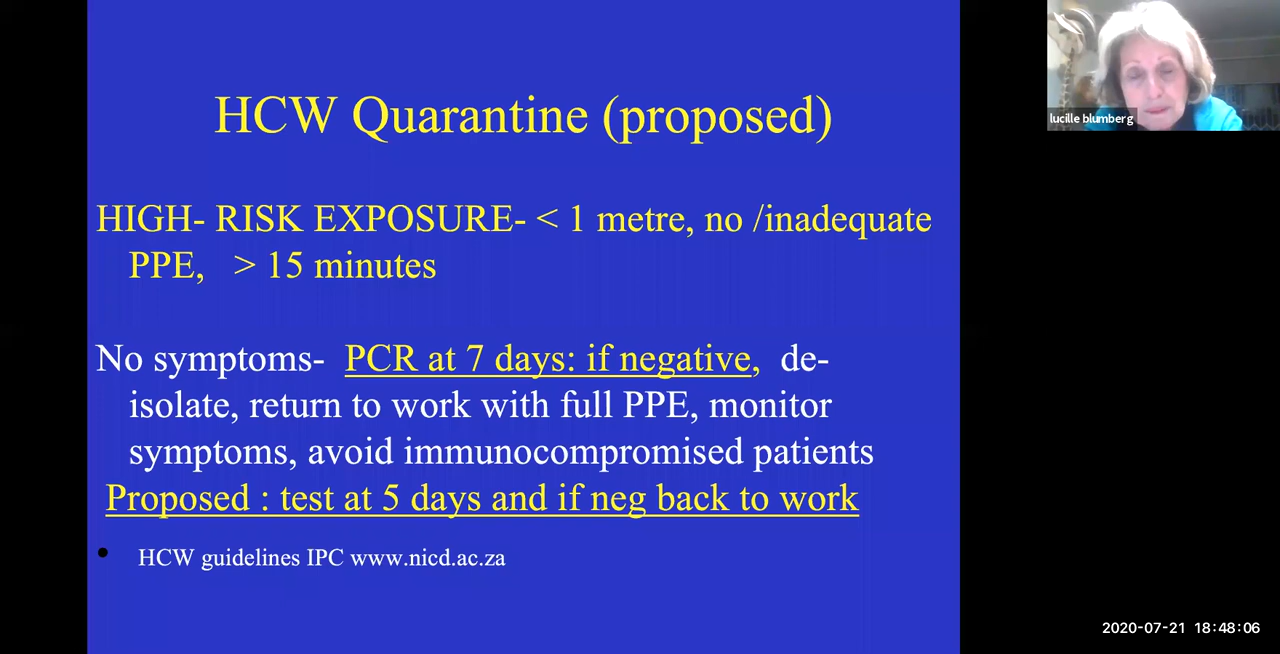 HCW Quarantine (proposed)
HIGH- RISK EXPOSURE- < 1 metre, no /inadequate
PPE, > 15 minutes
No symptoms- PCR at 7 days: if negative, de-
isolate, return to work with full PPE, monitor
symptoms, avoid immunocompromised patients
Proposed : test at 5 days and if neg back to work
• HCW guidelines IPC www.nicd.ac.za
lucille blumberg
2020-07-21 18:48:06